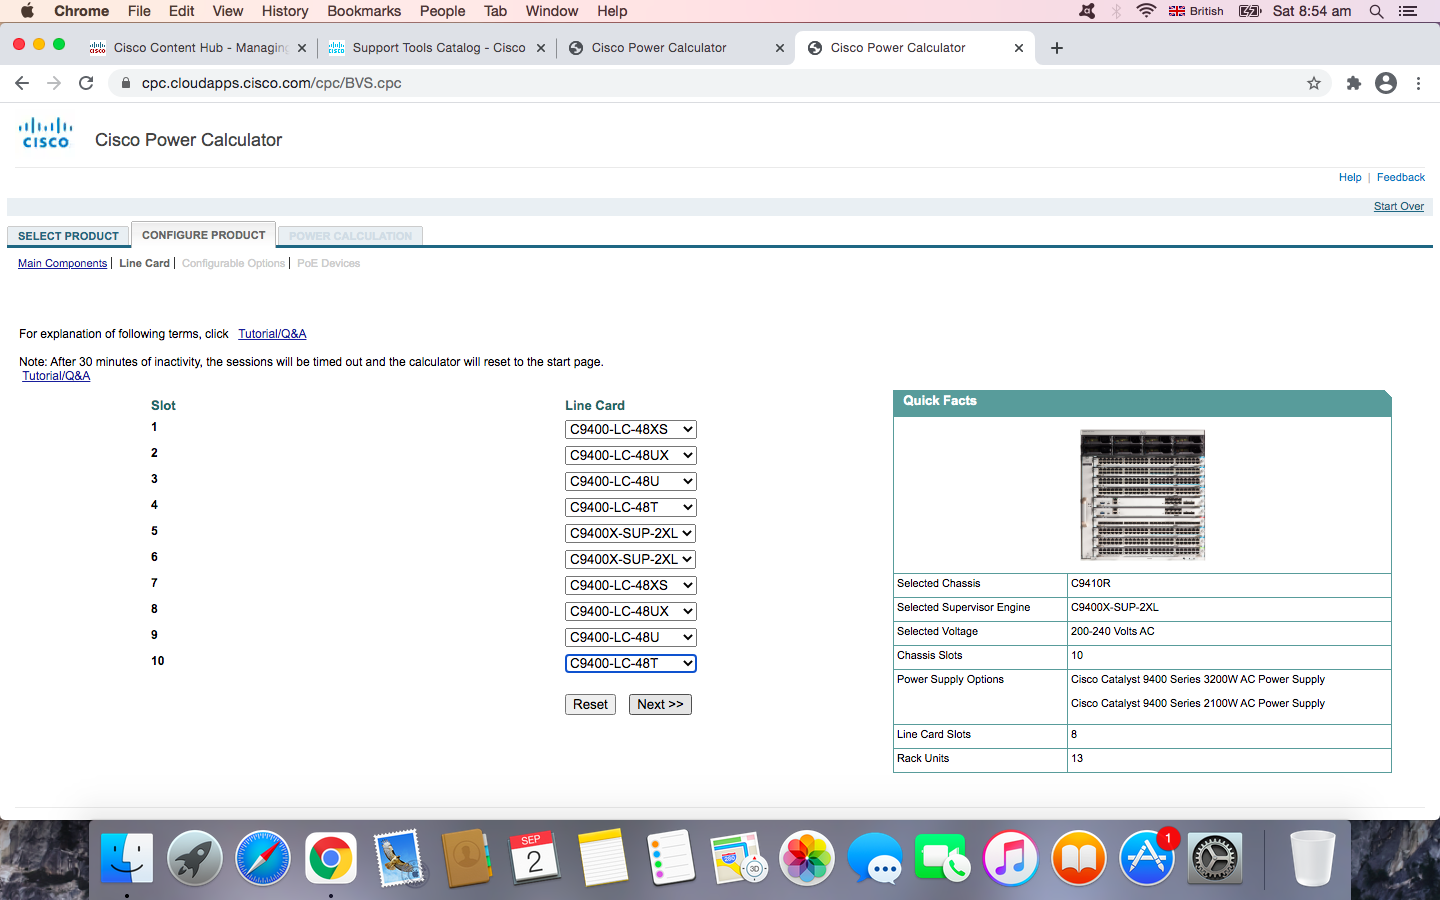 Chrome File Edit View History Bookmarks People Tab Window Help British Sat 8:54 am
Cisco Content Hub - Managing Support Tools Catalog - Cisco Cisco Power Calculator Cisco Power Calculator
cpc.cloudapps.cisco.com/cpc/BVS.cpc
CISCO Cisco Power Calculator
Help | Feedback
Start Over
SELECT PRODUCT CONFIGURE PRODUCT POWER CALCULATION
Main Components | Line Card | Configurable Options | PoE Devices
For explanation of following terms, click Tutorial/Q&A
Note: After 30 minutes of inactivity, the sessions will be timed out and the calculator will reset to the start page.
Tutorial/Q&A
Slot Line Card
1 C9400-LC-48XS
2 C9400-LC-48UX
3 C9400-LC-48U
4 C9400-LC-48T
5 C9400X-SUP-2XL
6 C9400X-SUP-2XL
7 C9400-LC-48XS
8 C9400-LC-48UX
9 C9400-LC-48U
10 C9400-LC-48T
Reset Next >>
Quick Facts
Selected Chassis C9410R
Selected Supervisor Engine C9400X-SUP-2XL
Selected Voltage 200-240 Volts AC
Chassis Slots 10
Power Supply Options Cisco Catalyst 9400 Series 3200W AC Power Supply
Cisco Catalyst 9400 Series 2100W AC Power Supply
Line Card Slots 8
Rack Units 13
SEP
2
280
3D
1